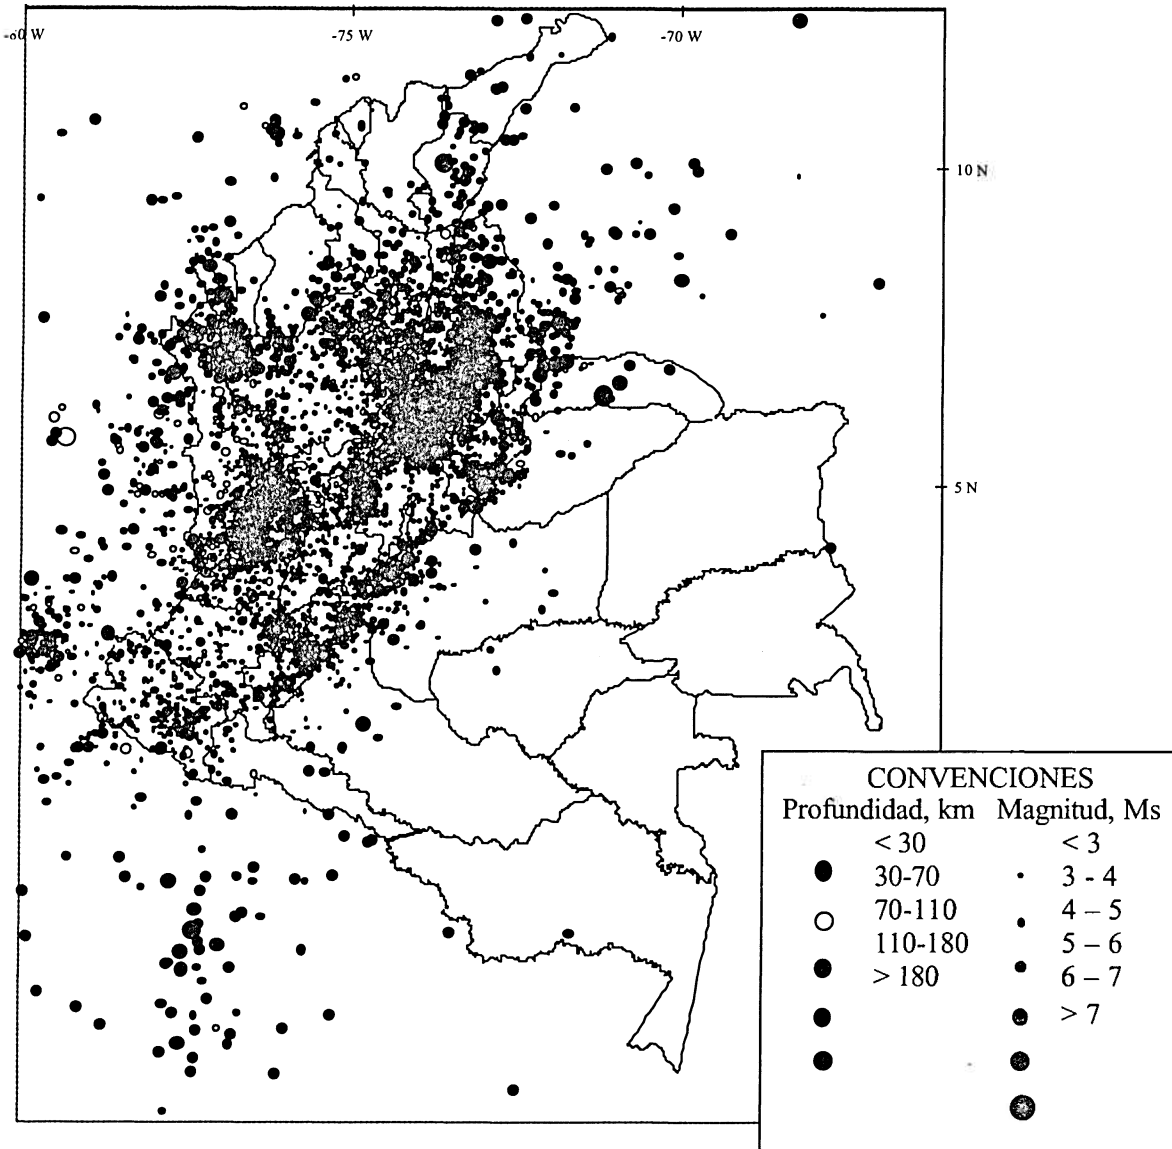 -80 W -75 W -70 W
10 N
5 N
CONVENCIONES
Profundidad, km Magnitud, Ms
< 30 < 3
30-70 3 - 4
70-110 4 – 5
110-180 5 – 6
> 180 6 – 7
> 7